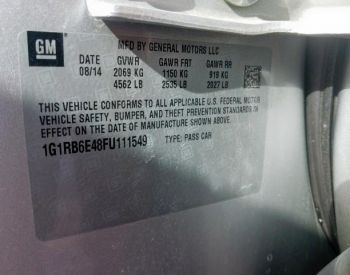 GM
MFD BY GENERAL MOTORS LLC
DATE GVWR GAWR FRT GAWR RR
08/14 2069 KG 1150 KG 919 KG
4562 LB 2535 LB 2027 LB
THIS VEHICLE CONFORMS TO ALL APPLICABLE U.S. FEDERAL MOTOR
VEHICLE SAFETY, BUMPER, AND THEFT PREVENTION STANDARDS IN
EFFECT ON THE DATE OF MANUFACTURE SHOWN ABOVE.
1G1RB6E48FU111549 TYPE: PASS CAR